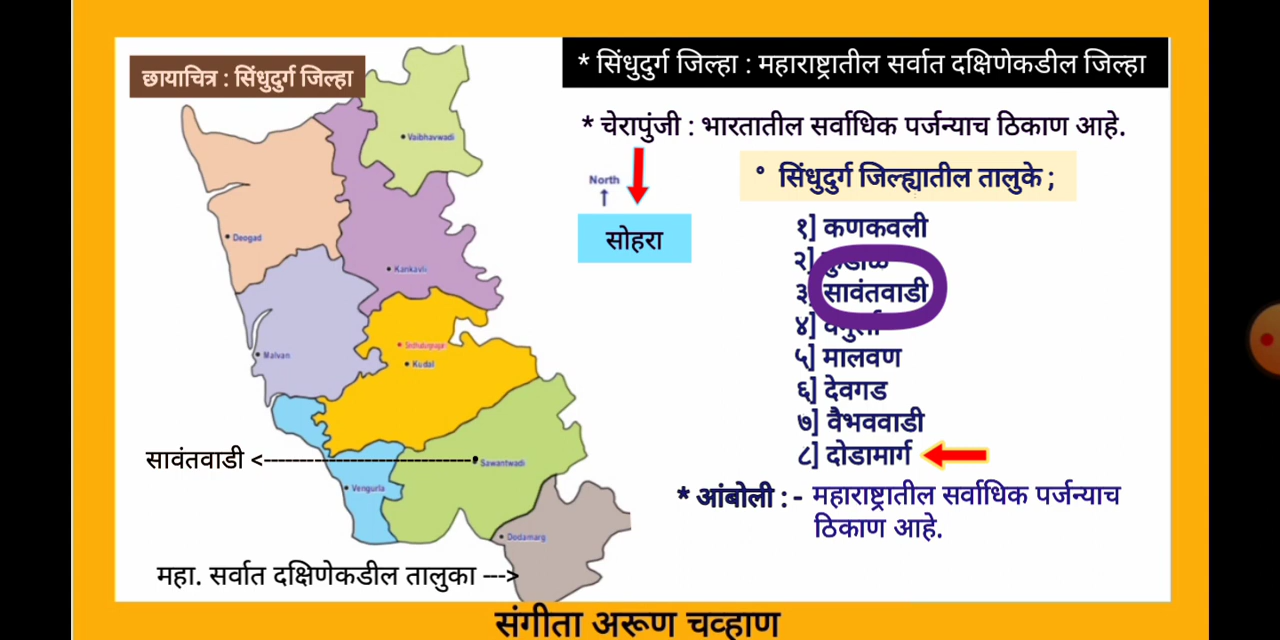 छायाचित्र : सिंधुदुर्ग जिल्हा
* सिंधुदुर्ग जिल्हा : महाराष्ट्रातील सर्वात दक्षिणेकडील जिल्हा
* चेरापुंजी : भारतातील सर्वाधिक पर्जन्याच ठिकाण आहे.
North
सोहरा
° सिंधुदुर्ग जिल्ह्यातील तालुके ;
१] कणकवली
२] कुडाळ
३] सावंतवाडी
४] वेंगुर्ला
५] मालवण
६] देवगड
७] वैभववाडी
८] दोडामार्ग
* आंबोली : - महाराष्ट्रातील सर्वाधिक पर्जन्याच
ठिकाण आहे.
Vaibhavwadi
Deogad
Kankavli
Malvan
Sindhdurgnagari
Kudal
सावंतवाडी <-----------------------
Sawantwadi
Vengurla
Dodamarg
महा. सर्वात दक्षिणेकडील तालुका --->
संगीता अरूण चव्हाण